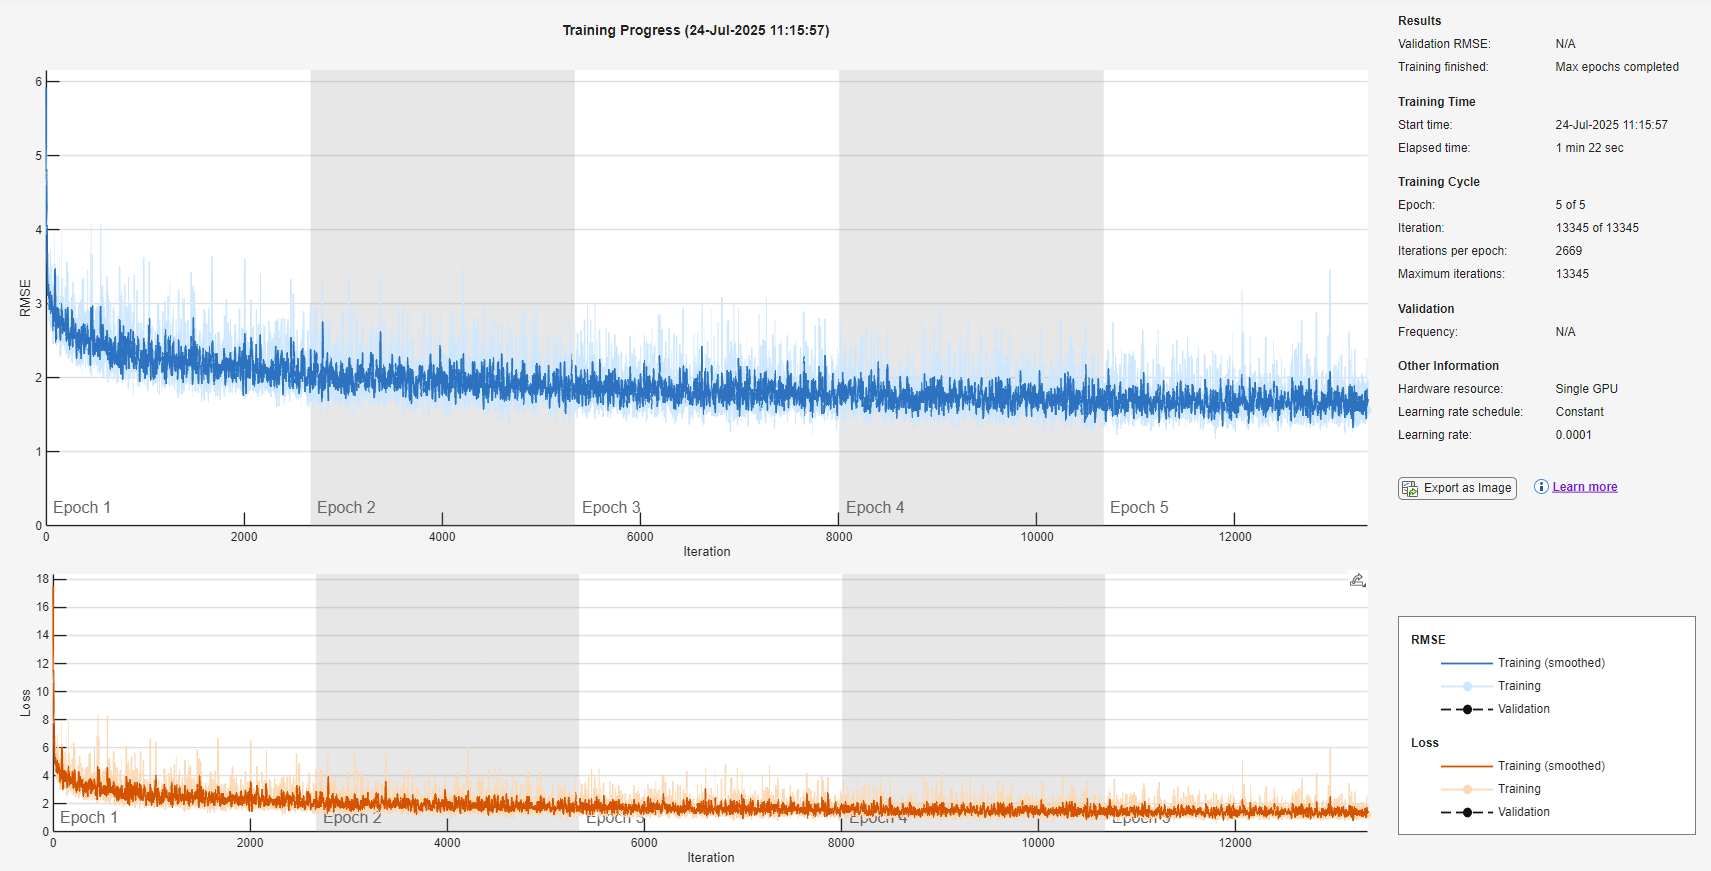 Training Progress (24-Jul-2025 11:15:57)
6
5
4
3
2
1
0
RMSE
Epoch 1
Epoch 2
Epoch 3
Epoch 4
Epoch 5
0
2000
4000
6000
8000
10000
12000
Iteration
18
16
14
12
10
8
6
4
2
0
Loss
Epoch 1
Epoch 2
Epoch 3
Epoch 4
Epoch 5
0
2000
4000
6000
8000
10000
12000
Iteration
Results
Validation RMSE: N/A
Training finished: Max epochs completed
Training Time
Start time: 24-Jul-2025 11:15:57
Elapsed time: 1 min 22 sec
Training Cycle
Epoch: 5 of 5
Iteration: 13345 of 13345
Iterations per epoch: 2669
Maximum iterations: 13345
Validation
Frequency: N/A
Other Information
Hardware resource: Single GPU
Learning rate schedule: Constant
Learning rate: 0.0001
Export as Image
Learn more
RMSE
Training (smoothed)
Training
Validation
Loss
Training (smoothed)
Training
Validation